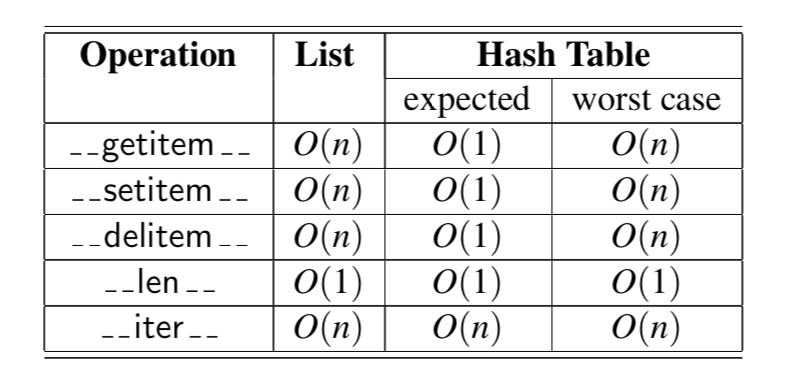 Operation List Hash Table
expected worst case
__getitem__ O(n) O(1) O(n)
__setitem__ O(n) O(1) O(n)
__delitem__ O(n) O(1) O(n)
__len__ O(1) O(1) O(1)
__iter__ O(n) O(n) O(n)